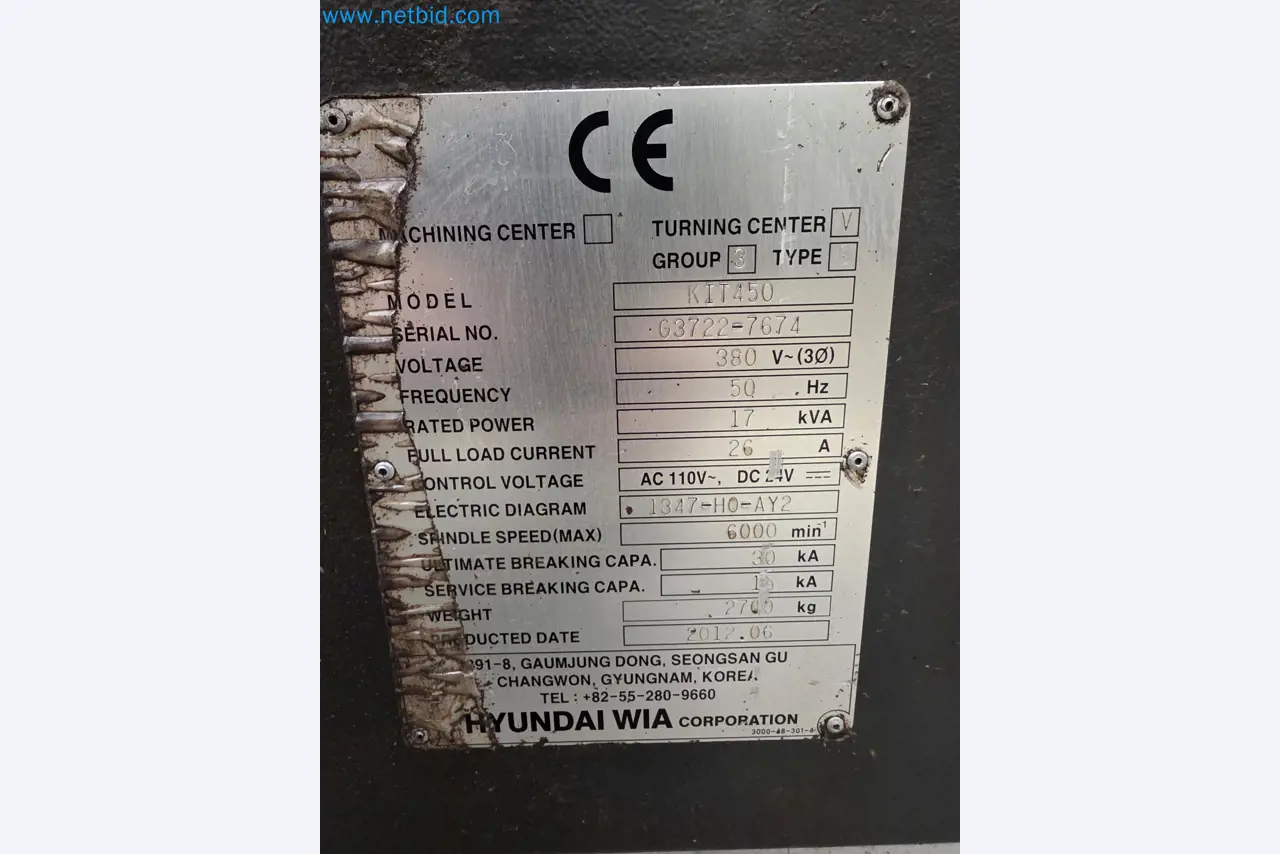 www.netbid.com
CE
MACHINING CENTER TURNING CENTER V
GROUP 3 TYPE
MODEL KIT450
SERIAL NO. G3722-7674
VOLTAGE 380 V~(3Ø)
FREQUENCY 50 Hz
RATED POWER 17 kVA
FULL LOAD CURRENT 26 A
CONTROL VOLTAGE AC 110V~, DC 24V
ELECTRIC DIAGRAM 1347-HO-AY2
SPINDLE SPEED(MAX) 6000 min⁻¹
ULTIMATE BREAKING CAPA. 30 kA
SERVICE BREAKING CAPA. kA
WEIGHT 2700 kg
PRODUCTED DATE 2012.06
GAUMJUNG DONG, SEONGSAN GU
CHANGWON, GYUNGNAM, KOREA
TEL : +82-55-280-9660
HYUNDAI WIA CORPORATION